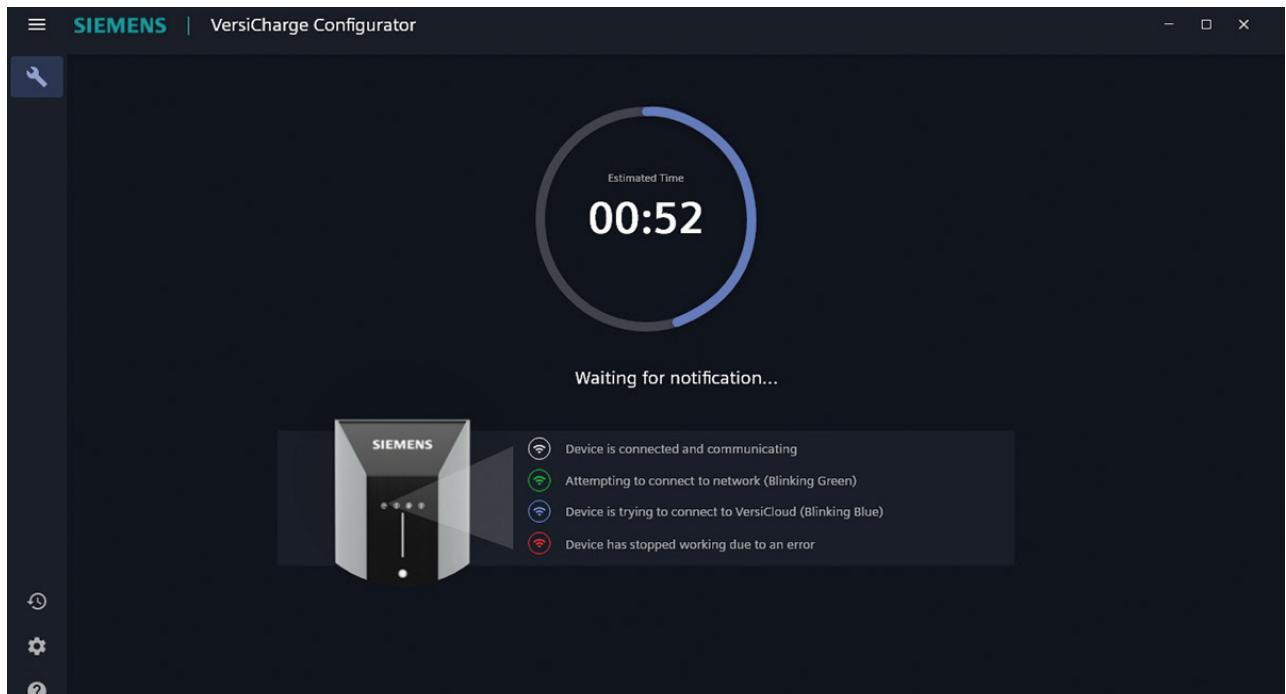 SIEMENS | VersiCharge Configurator
Estimated Time
00:52
Waiting for notification...
SIEMENS
Device is connected and communicating
Attempting to connect to network (Blinking Green)
Device is trying to connect to VersiCloud (Blinking Blue)
Device has stopped working due to an error